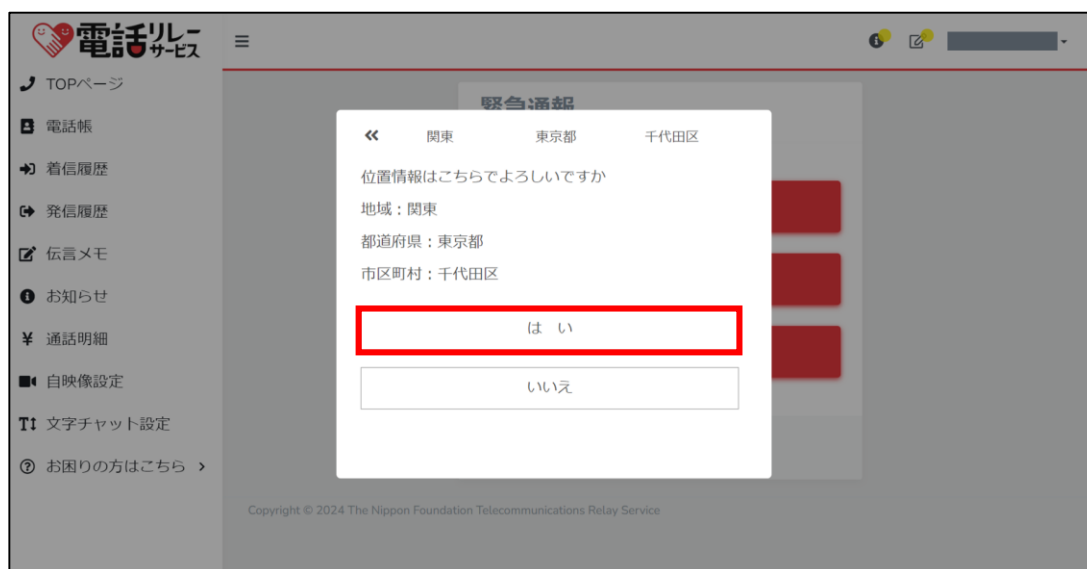 電話リレーサービス
TOPページ
電話帳
着信履歴
発信履歴
伝言メモ
お知らせ
通話明細
自映像設定
文字チャット設定
お困りの方はこちら
緊急通報
関東 東京都 千代田区
位置情報はこちらでよろしいですか
地域：関東
都道府県：東京都
市区町村：千代田区
は　い
いいえ
Copyright © 2024 The Nippon Foundation Telecommunications Relay Service